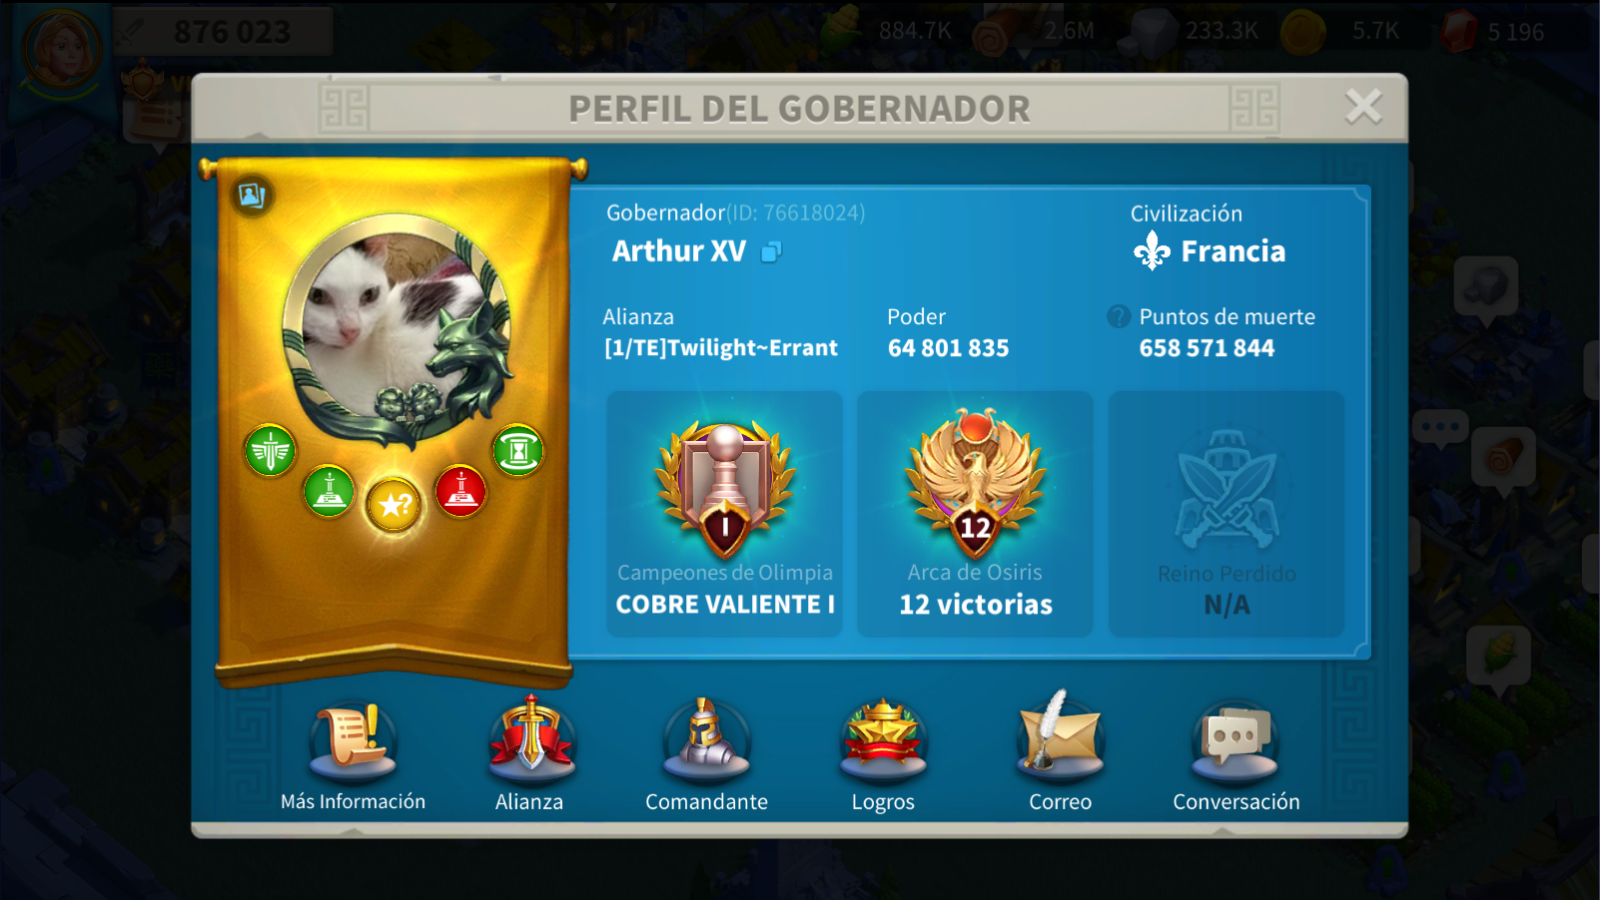 876 023
884.7K
2.6M
233.3K
5.7K
5 196
PERFIL DEL GOBERNADOR
Gobernador(ID: 76618024)
Arthur XV
Civilización
Francia
Alianza
[1/TE]Twilight~Errant
Poder
64 801 835
? Puntos de muerte
658 571 844
?
I
Campeones de Olimpia
COBRE VALIENTE I
12
Arca de Osiris
12 victorias
Reino Perdido
N/A
Más Información
Alianza
Comandante
Logros
Correo
Conversación